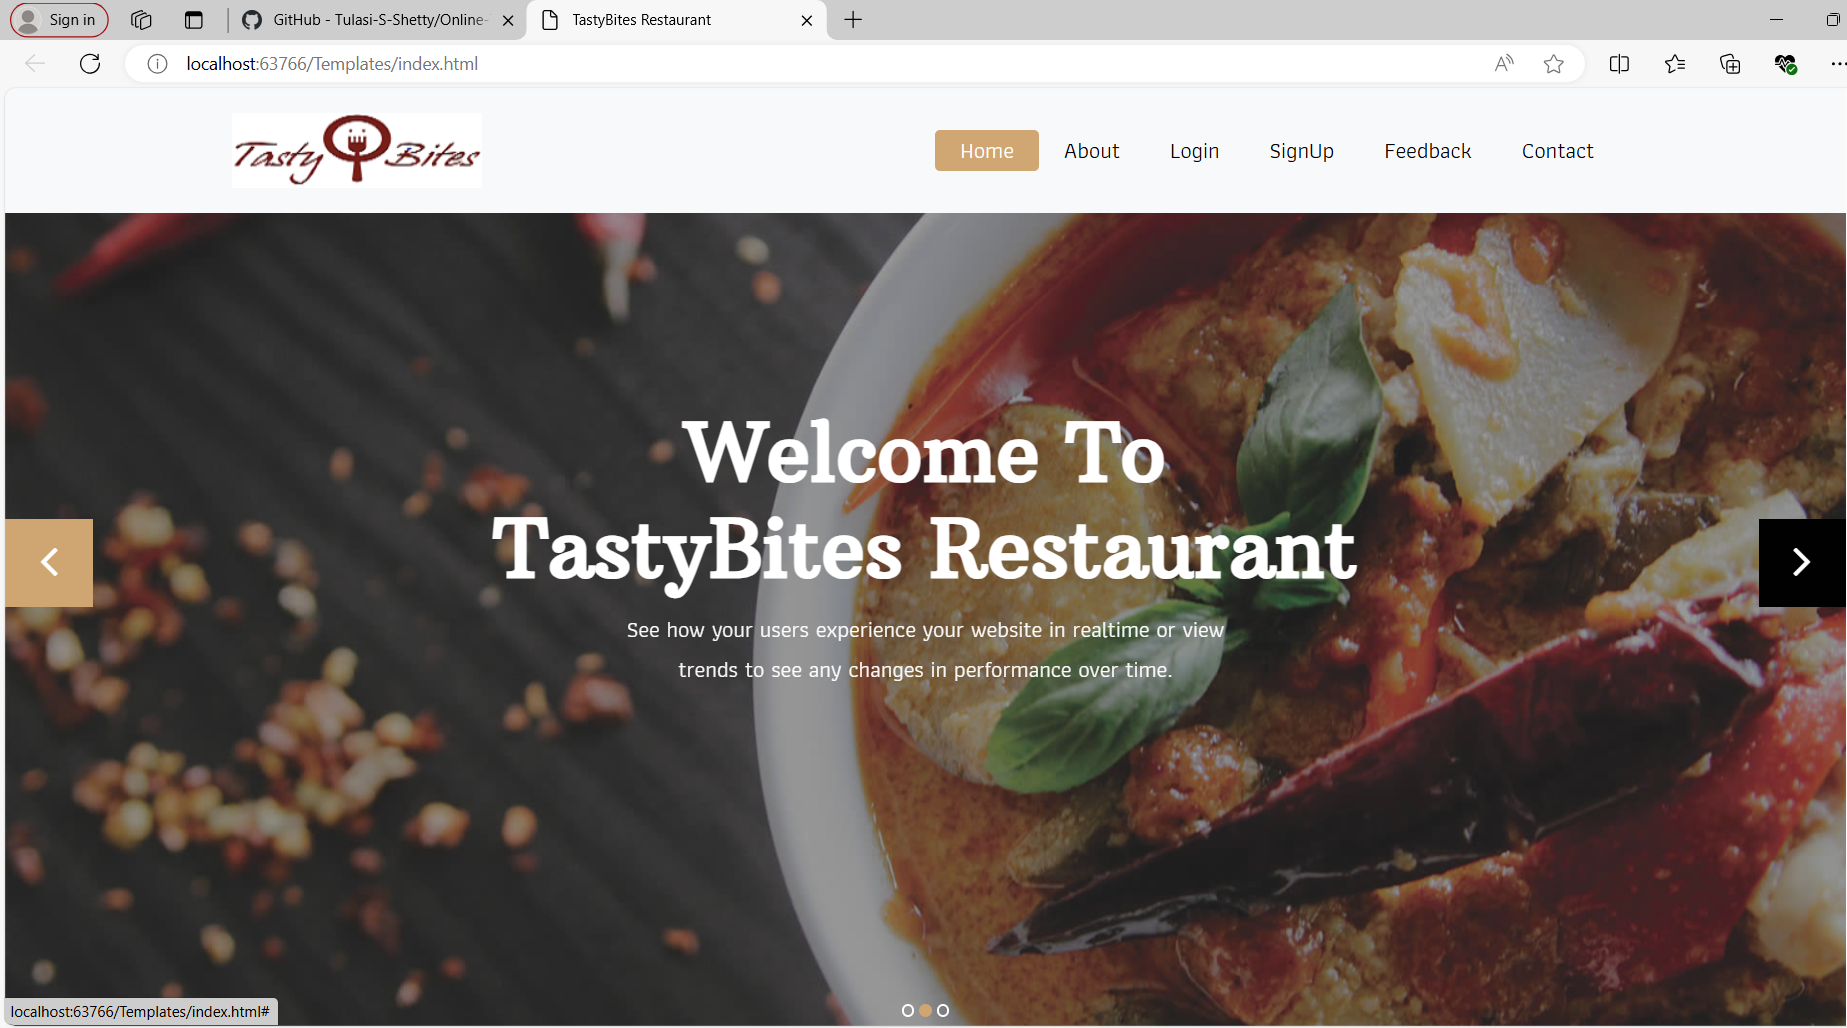 Sign in
GitHub - Tulasi-S-Shetty/Online-
TastyBites Restaurant
localhost:63766/Templates/index.html
Tasty Bites
Home
About
Login
SignUp
Feedback
Contact
Welcome To
TastyBites Restaurant
See how your users experience your website in realtime or view
trends to see any changes in performance over time.
localhost:63766/Templates/index.html#